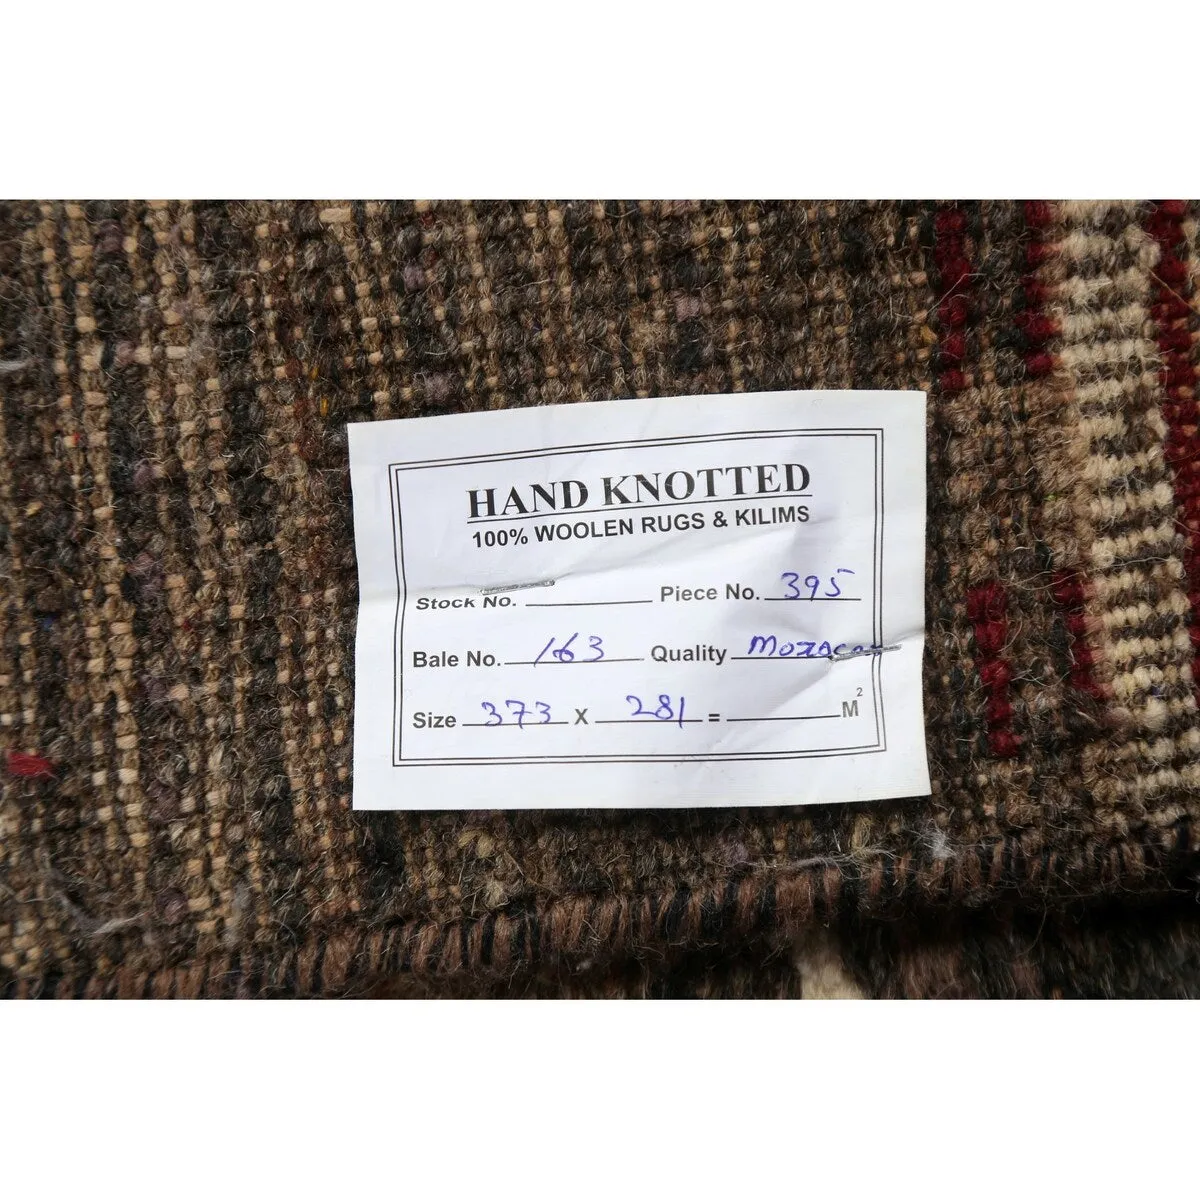 HAND KNOTTED
100% WOOLEN RUGS & KILIMS
Stock No. Piece No. 395
Bale No. 163 Quality
Size 373 X 281 = M²